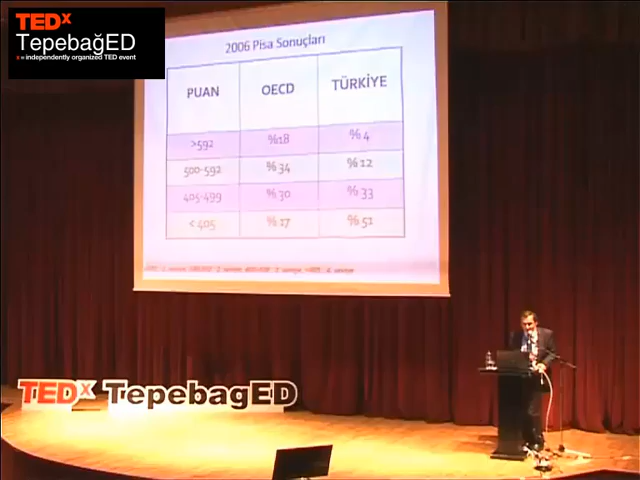 TEDx
TepebağED
x = independently organized TED event
2006 Pisa Sonuçları
PUAN OECD TÜRKİYE
>592 %18 %4
500-592 %34 %12
405-499 %30 %33
<405 %17 %51
TEDx TepebagED